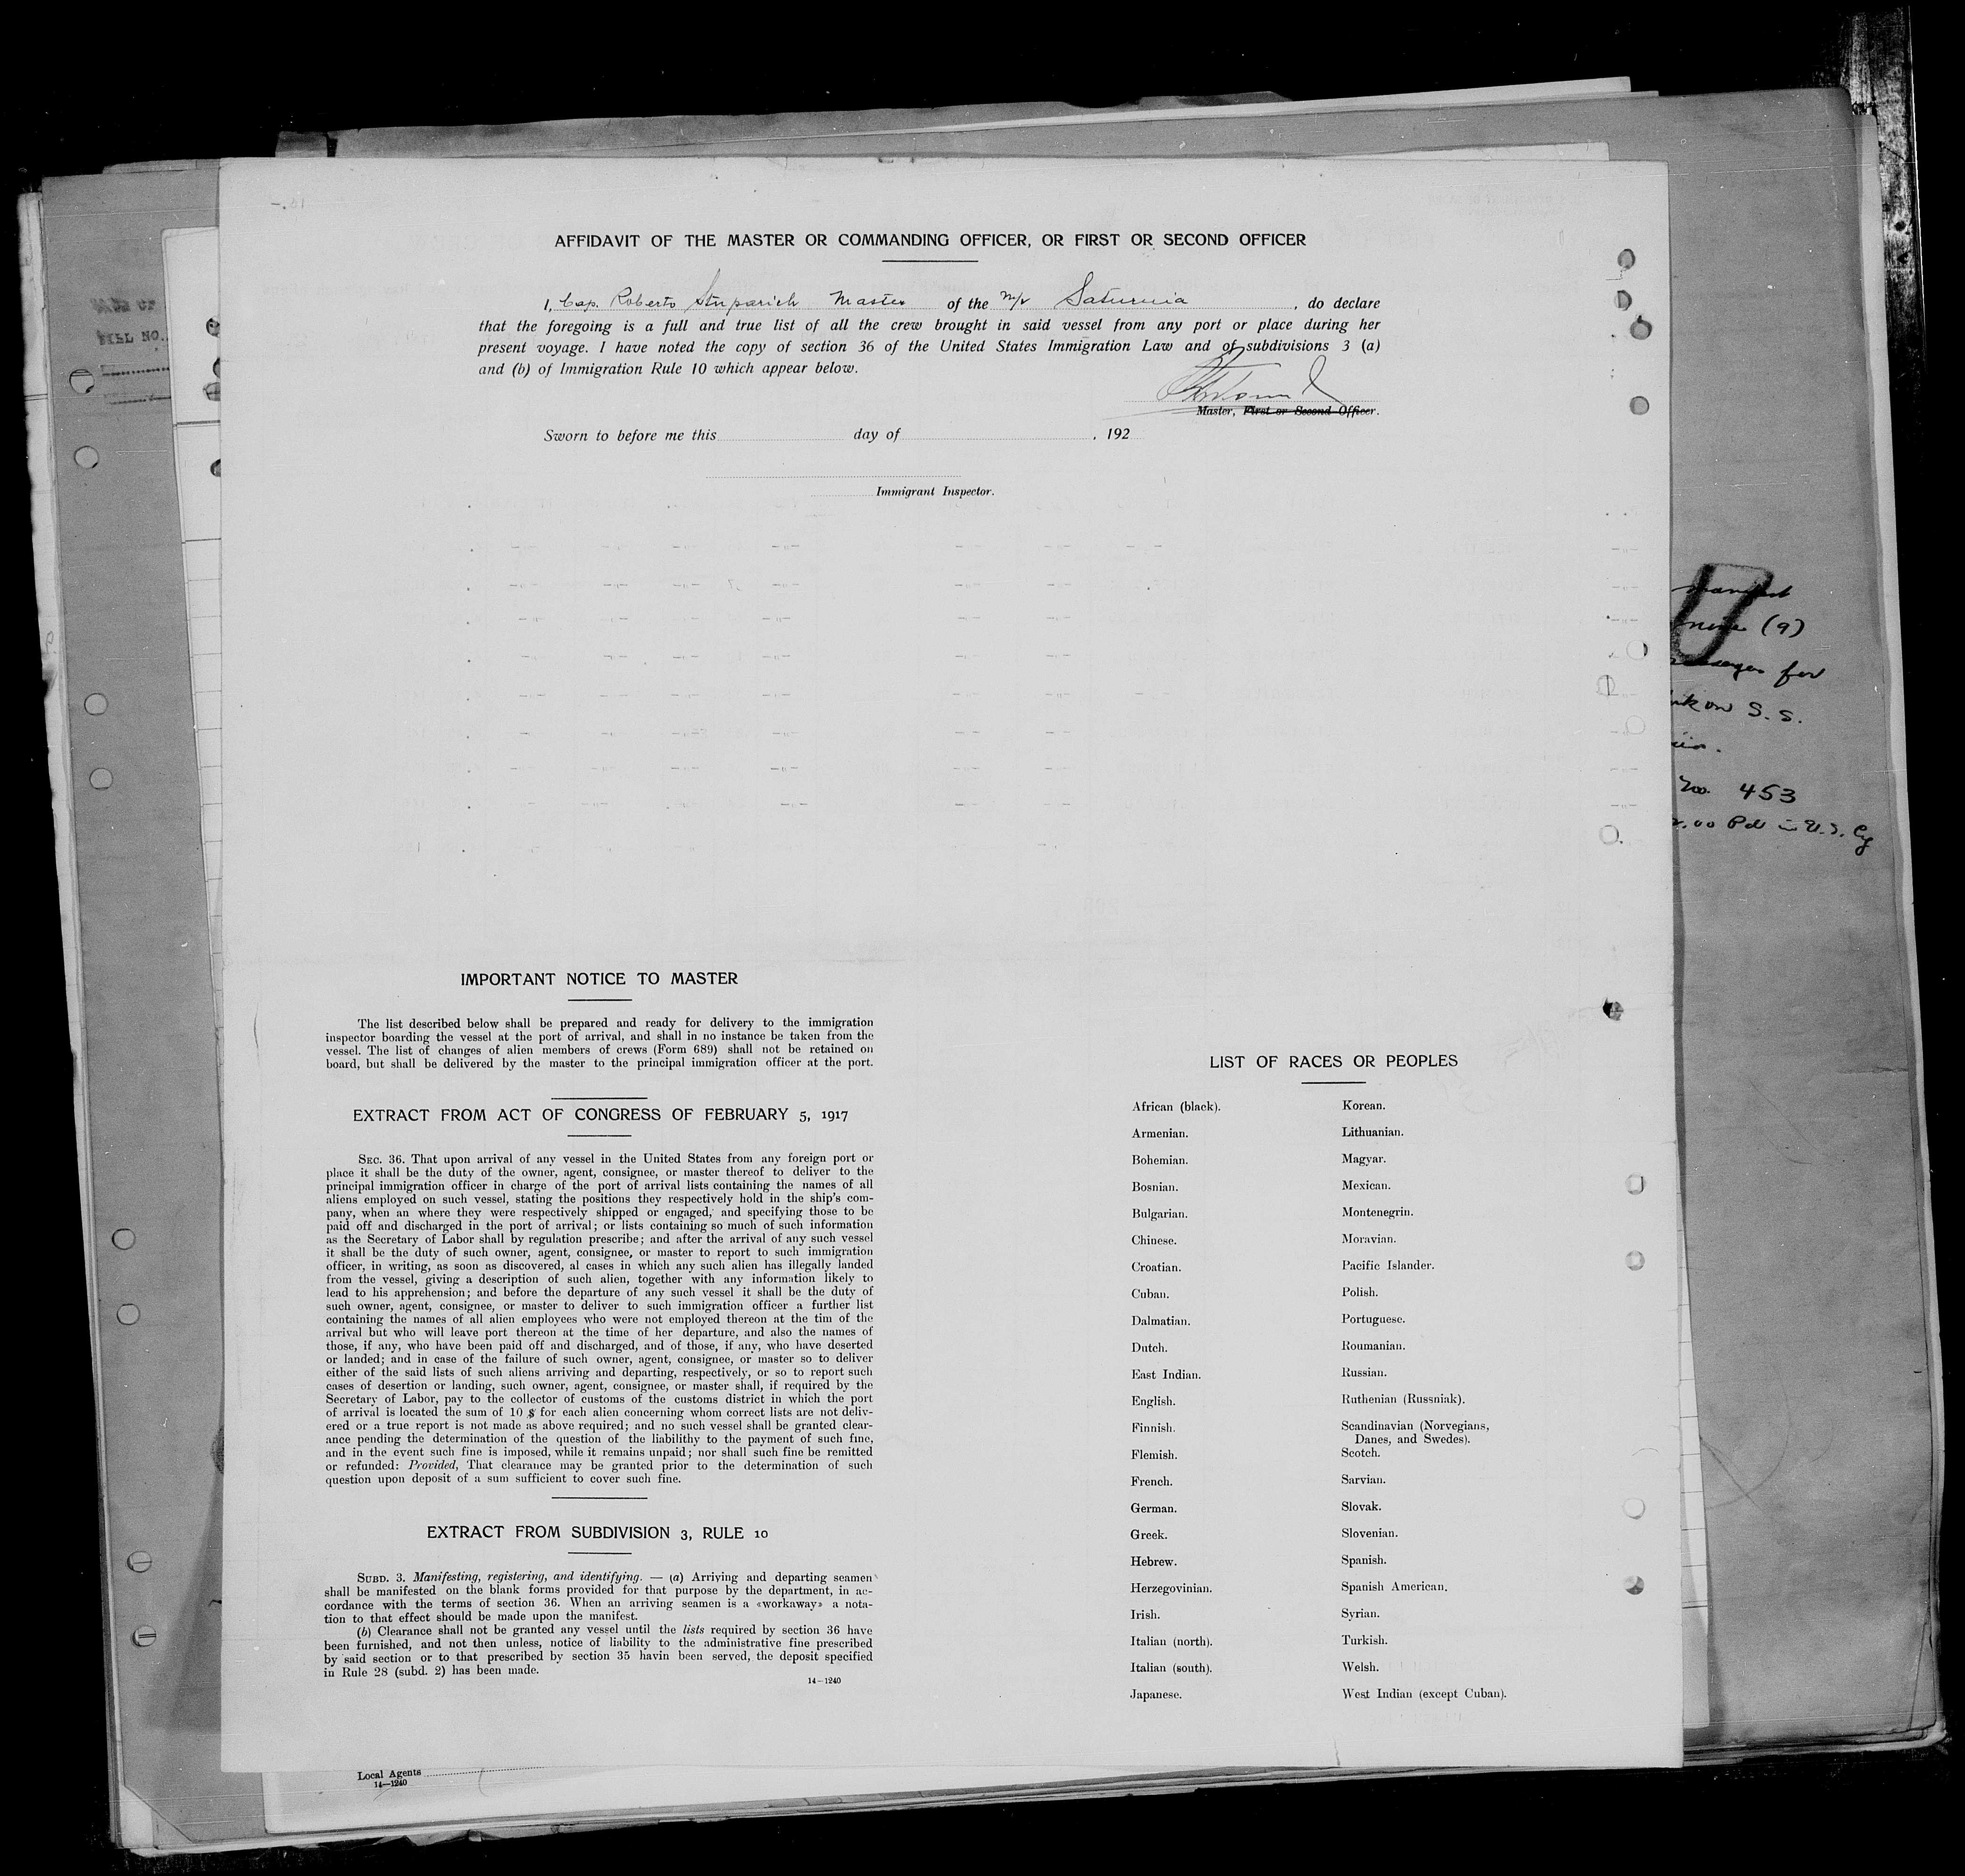 AFFIDAVIT OF THE MASTER OR COMMANDING OFFICER, OR FIRST OR SECOND OFFICER
I, Cap. Roberto Stuparich Master of the M/v Saturnia, do declare
that the foregoing is a full and true list of all the crew brought in said vessel from any port or place during her
present voyage. I have noted the copy of section 36 of the United States Immigration Law and of subdivisions 3 (a)
and (b) of Immigration Rule 10 which appear below.
Master, First or Second Officer.
Sworn to before me this day of , 192
Immigrant Inspector.
IMPORTANT NOTICE TO MASTER
The list described below shall be prepared and ready for delivery to the immigration
inspector boarding the vessel at the port of arrival, and shall in no instance be taken from the
vessel. The list of changes of alien members of crews (Form 689) shall not be retained on
board, but shall be delivered by the master to the principal immigration officer at the port.
EXTRACT FROM ACT OF CONGRESS OF FEBRUARY 5, 1917
SEC. 36. That upon arrival of any vessel in the United States from any foreign port or
place it shall be the duty of the owner, agent, consignee, or master thereof to deliver to the
principal immigration officer in charge of the port of arrival lists containing the names of all
aliens employed on such vessel, stating the positions they respectively hold in the ship's com-
pany, when an where they were respectively shipped or engaged, and specifying those to be
paid off and discharged in the port of arrival; or lists containing so much of such information
as the Secretary of Labor shall by regulation prescribe; and after the arrival of any such vessel
it shall be the duty of such owner, agent, consignee, or master to report to such immigration
officer, in writing, as soon as discovered, al cases in which any such alien has illegally landed
from the vessel, giving a description of such alien, together with any information likely to
lead to his apprehension; and before the departure of any such vessel it shall be the duty of
such owner, agent, consignee, or master to deliver to such immigration officer a further list
containing the names of all alien employees who were not employed thereon at the tim of the
arrival but who will leave port thereon at the time of her departure, and also the names of
those, if any, who have been paid off and discharged, and of those, if any, who have deserted
or landed; and in case of the failure of such owner, agent, consignee, or master so to deliver
either of the said lists of such aliens arriving and departing, respectively, or so to report such
cases of desertion or landing, such owner, agent, consignee, or master shall, if required by the
Secretary of Labor, pay to the collector of customs of the customs district in which the port
of arrival is located the sum of 10 $ for each alien concerning whom correct lists are not deliv-
ered or a true report is not made as above required; and no such vessel shall be granted clear-
ance pending the determination of the question of the liabilithy to the payment of such fine,
and in the event such fine is imposed, while it remains unpaid; nor shall such fine be remitted
or refunded: Provided, That clearance may be granted prior to the determination of such
question upon deposit of a sum sufficient to cover such fine.
EXTRACT FROM SUBDIVISION 3, RULE 10
SUBD. 3. Manifesting, registering, and identifying. — (a) Arriving and departing seamen
shall be manifested on the blank forms provided for that purpose by the department, in ac-
cordance with the terms of section 36. When an arriving seamen is a «workaway» a nota-
tion to that effect should be made upon the manifest.
(b) Clearance shall not be granted any vessel until the lists required by section 36 have
been furnished, and not then unless, notice of liability to the administrative fine prescribed
by said section or to that prescribed by section 35 havin been served, the deposit specified
in Rule 28 (subd. 2) has been made.
14—1240
LIST OF RACES OR PEOPLES
African (black).
Armenian.
Bohemian.
Bosnian.
Bulgarian.
Chinese.
Croatian.
Cuban.
Dalmatian.
Dutch.
East Indian.
English.
Finnish.
Flemish.
French.
German.
Greek.
Hebrew.
Herzegovinian.
Irish.
Italian (north).
Italian (south).
Japanese.
Korean.
Lithuanian.
Magyar.
Mexican.
Montenegrin.
Moravian.
Pacific Islander.
Polish.
Portuguese.
Roumanian.
Russian.
Ruthenian (Russniak).
Scandinavian (Norvegians,
Danes, and Swedes).
Scotch.
Sarvian.
Slovak.
Slovenian.
Spanish.
Spanish American.
Syrian.
Turkish.
Welsh.
West Indian (except Cuban).
Local Agents
14—1240
(9)
for
S. S.
453